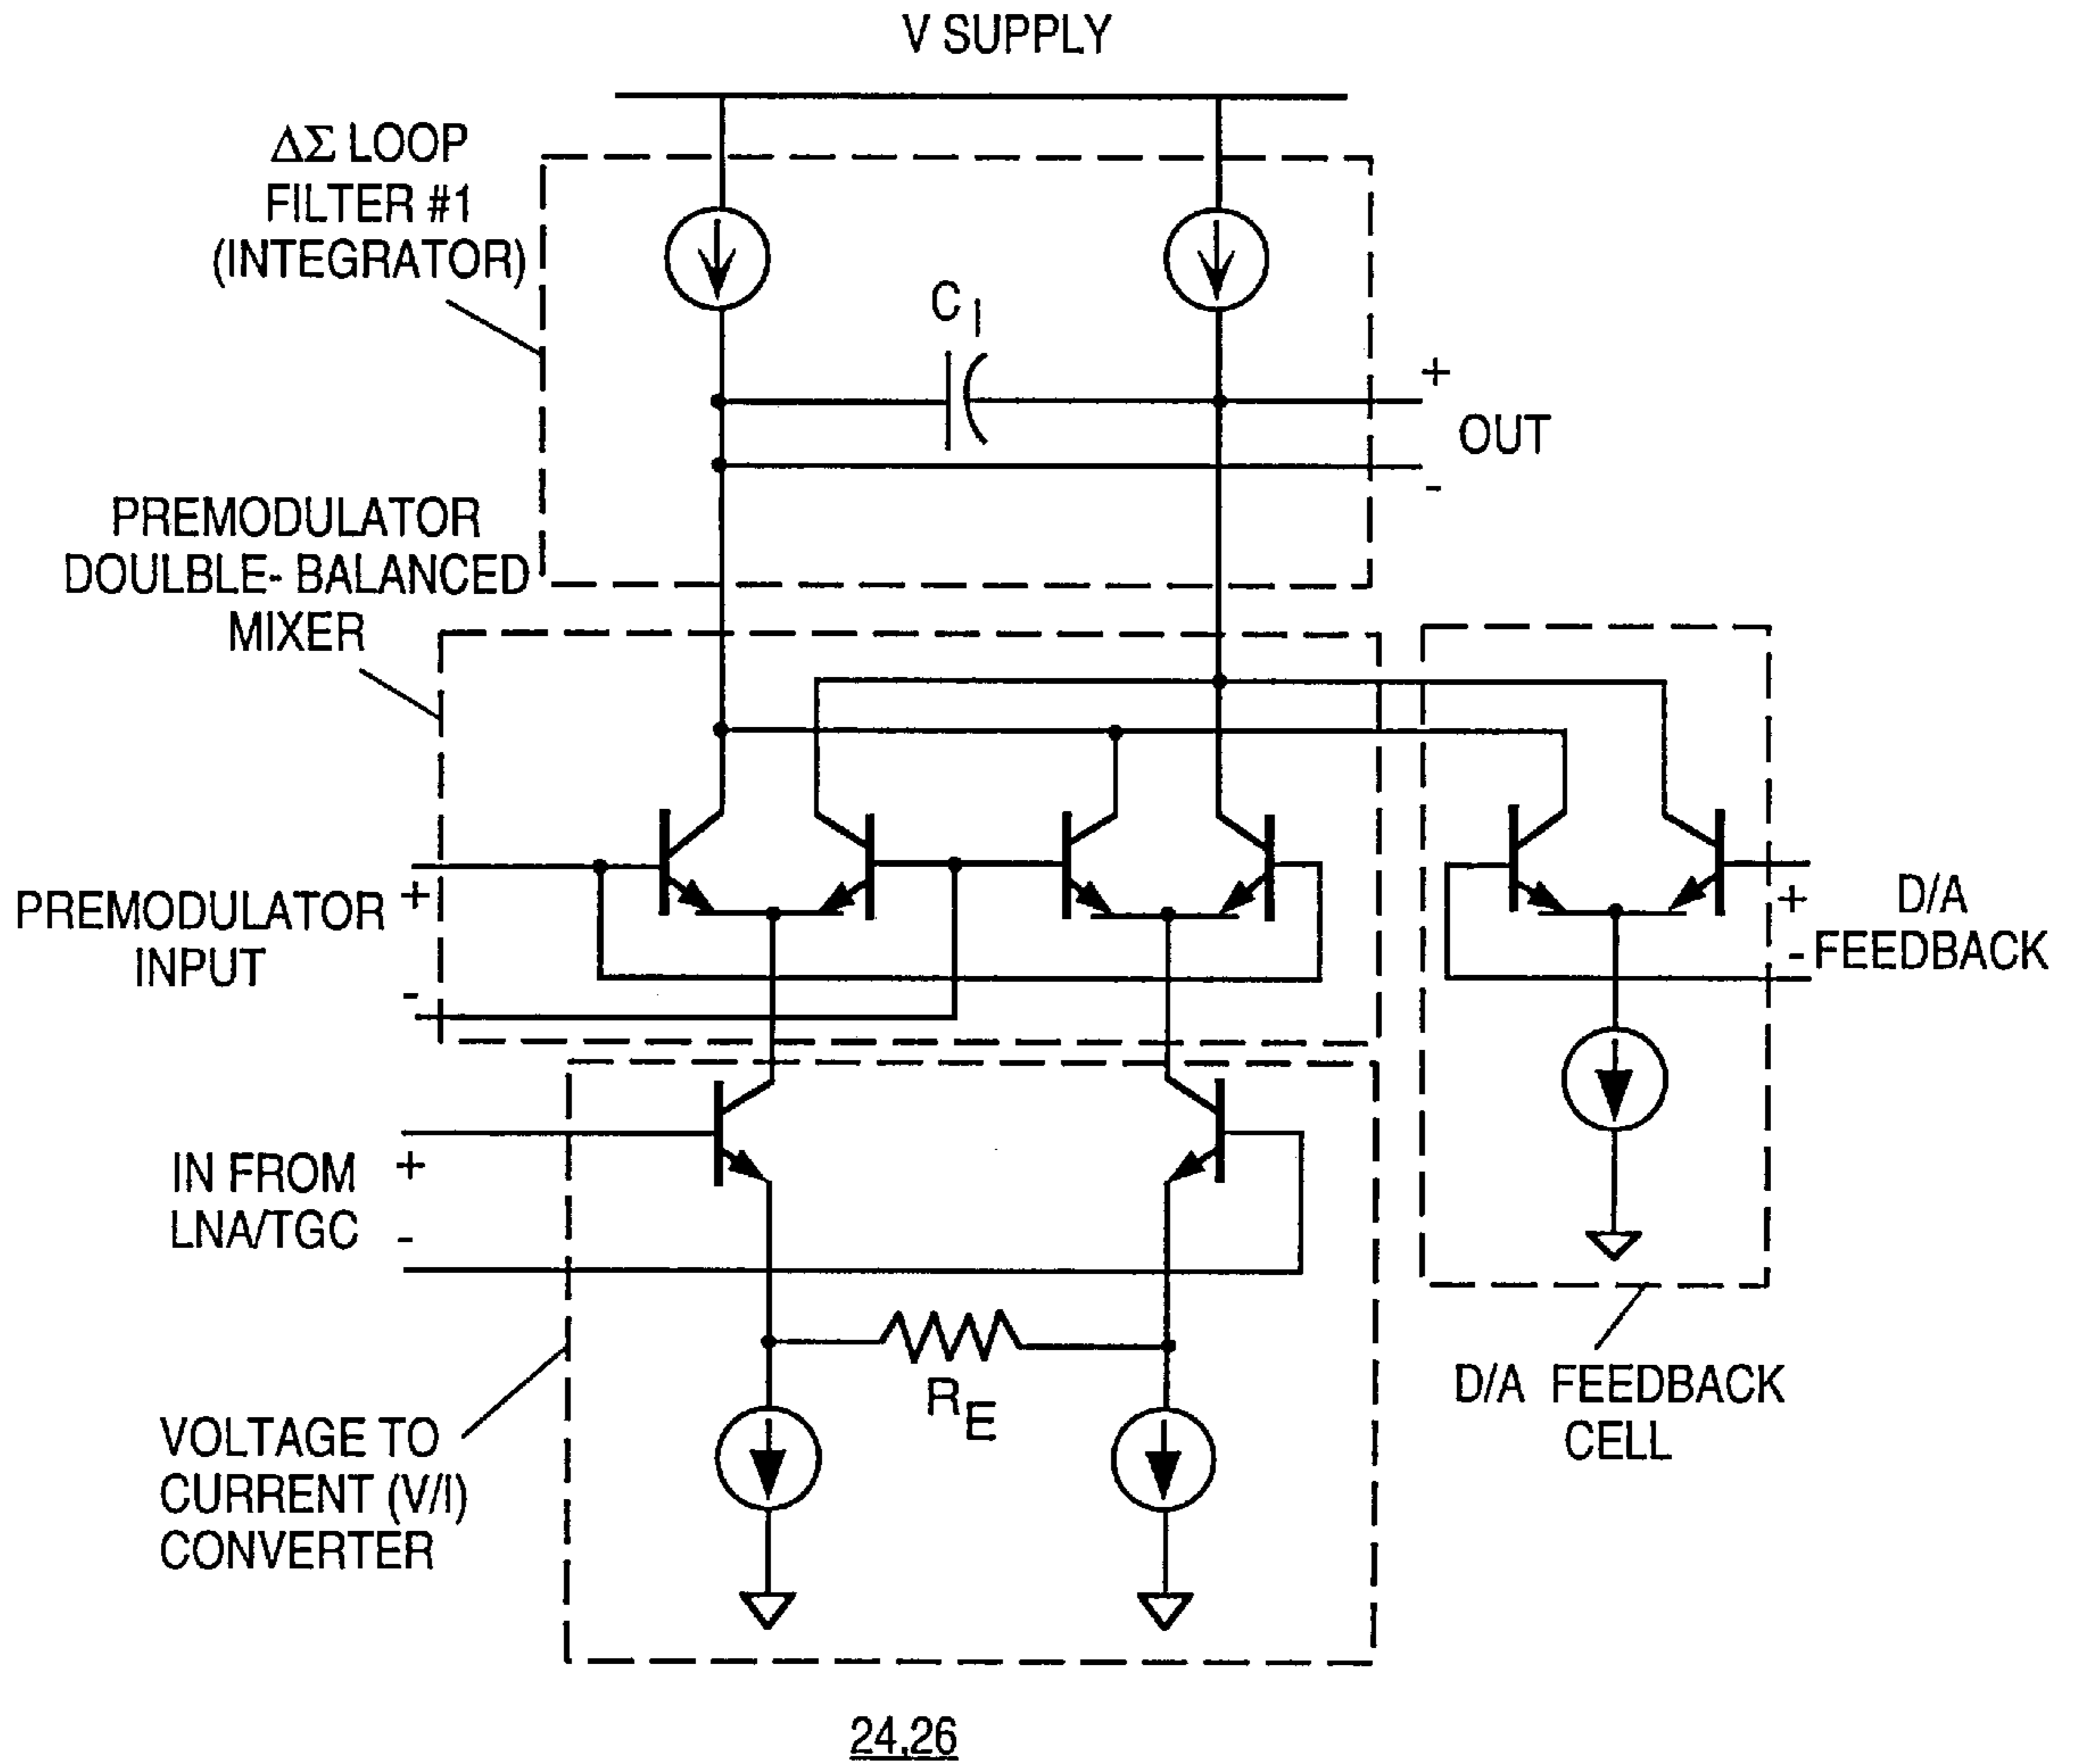 V SUPPLY
ΔΣ LOOP
FILTER #1
(INTEGRATOR)
C I
+
OUT
-
PREMODULATOR
DOULBLE- BALANCED
MIXER
PREMODULATOR +
INPUT
-
+ D/A
- FEEDBACK
IN FROM +
LNA/TGC -
RE
D/A FEEDBACK
CELL
VOLTAGE TO
CURRENT (V/I)
CONVERTER
24,26